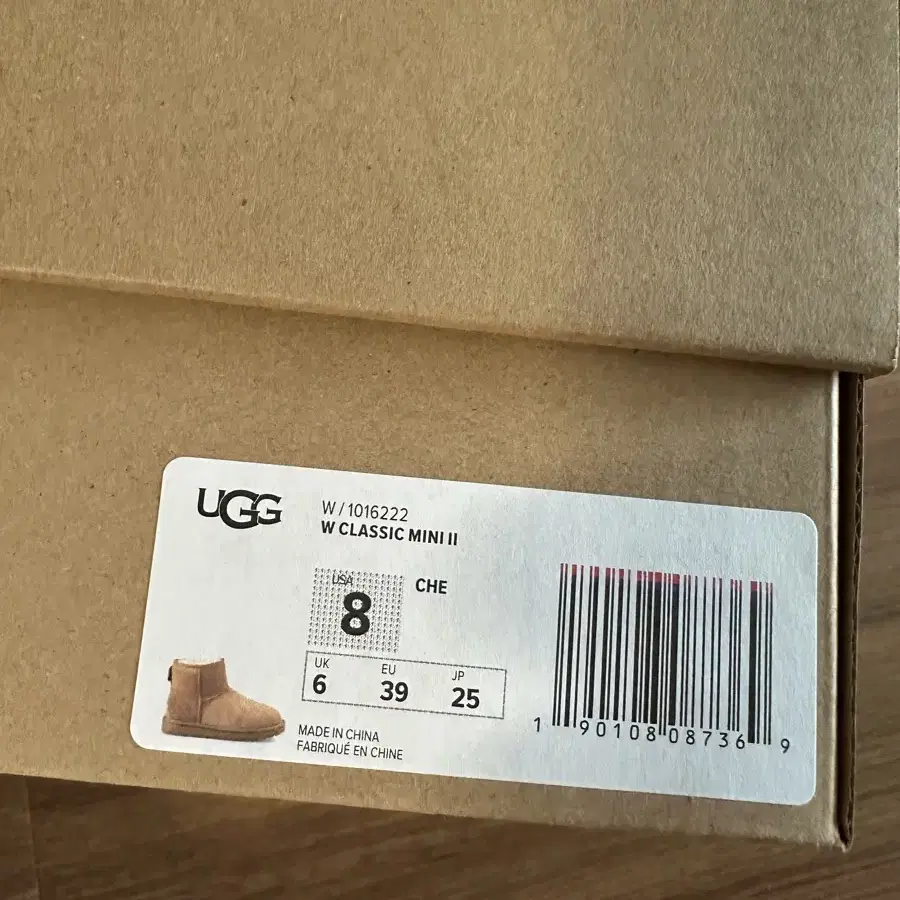 UGG
W / 1016222
W CLASSIC MINI II
USA
8
CHE
UK EU JP
6 39 25
MADE IN CHINA
FABRIQUÉ EN CHINE
1 90108 08736 9